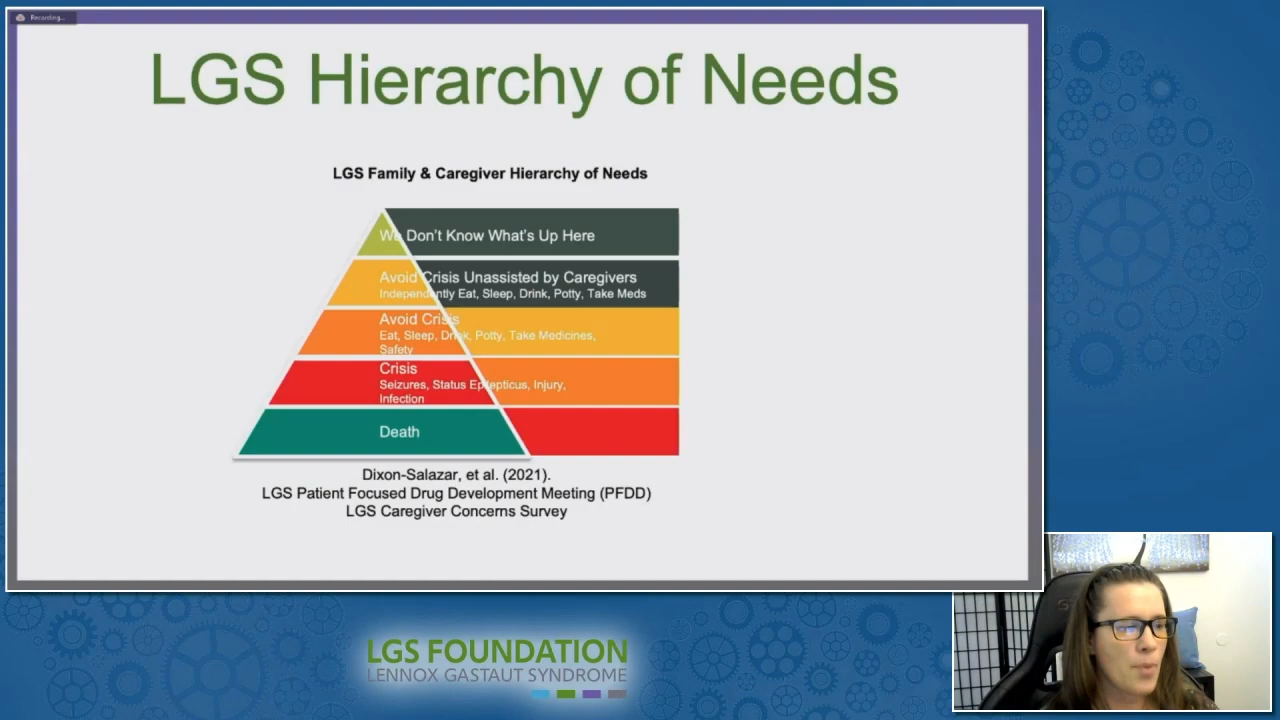 Recording...
LGS Hierarchy of Needs
LGS Family & Caregiver Hierarchy of Needs
We Don't Know What's Up Here
Avoid Crisis Unassisted by Caregivers
Independently Eat, Sleep, Drink, Potty, Take Meds
Avoid Crisis
Eat, Sleep, Drink, Potty, Take Medicines,
Safety
Crisis
Seizures, Status Epilepticus, Injury,
Infection
Death
Dixon-Salazar, et al. (2021).
LGS Patient Focused Drug Development Meeting (PFDD)
LGS Caregiver Concerns Survey
LGS FOUNDATION
LENNOX GASTAUT SYNDROME